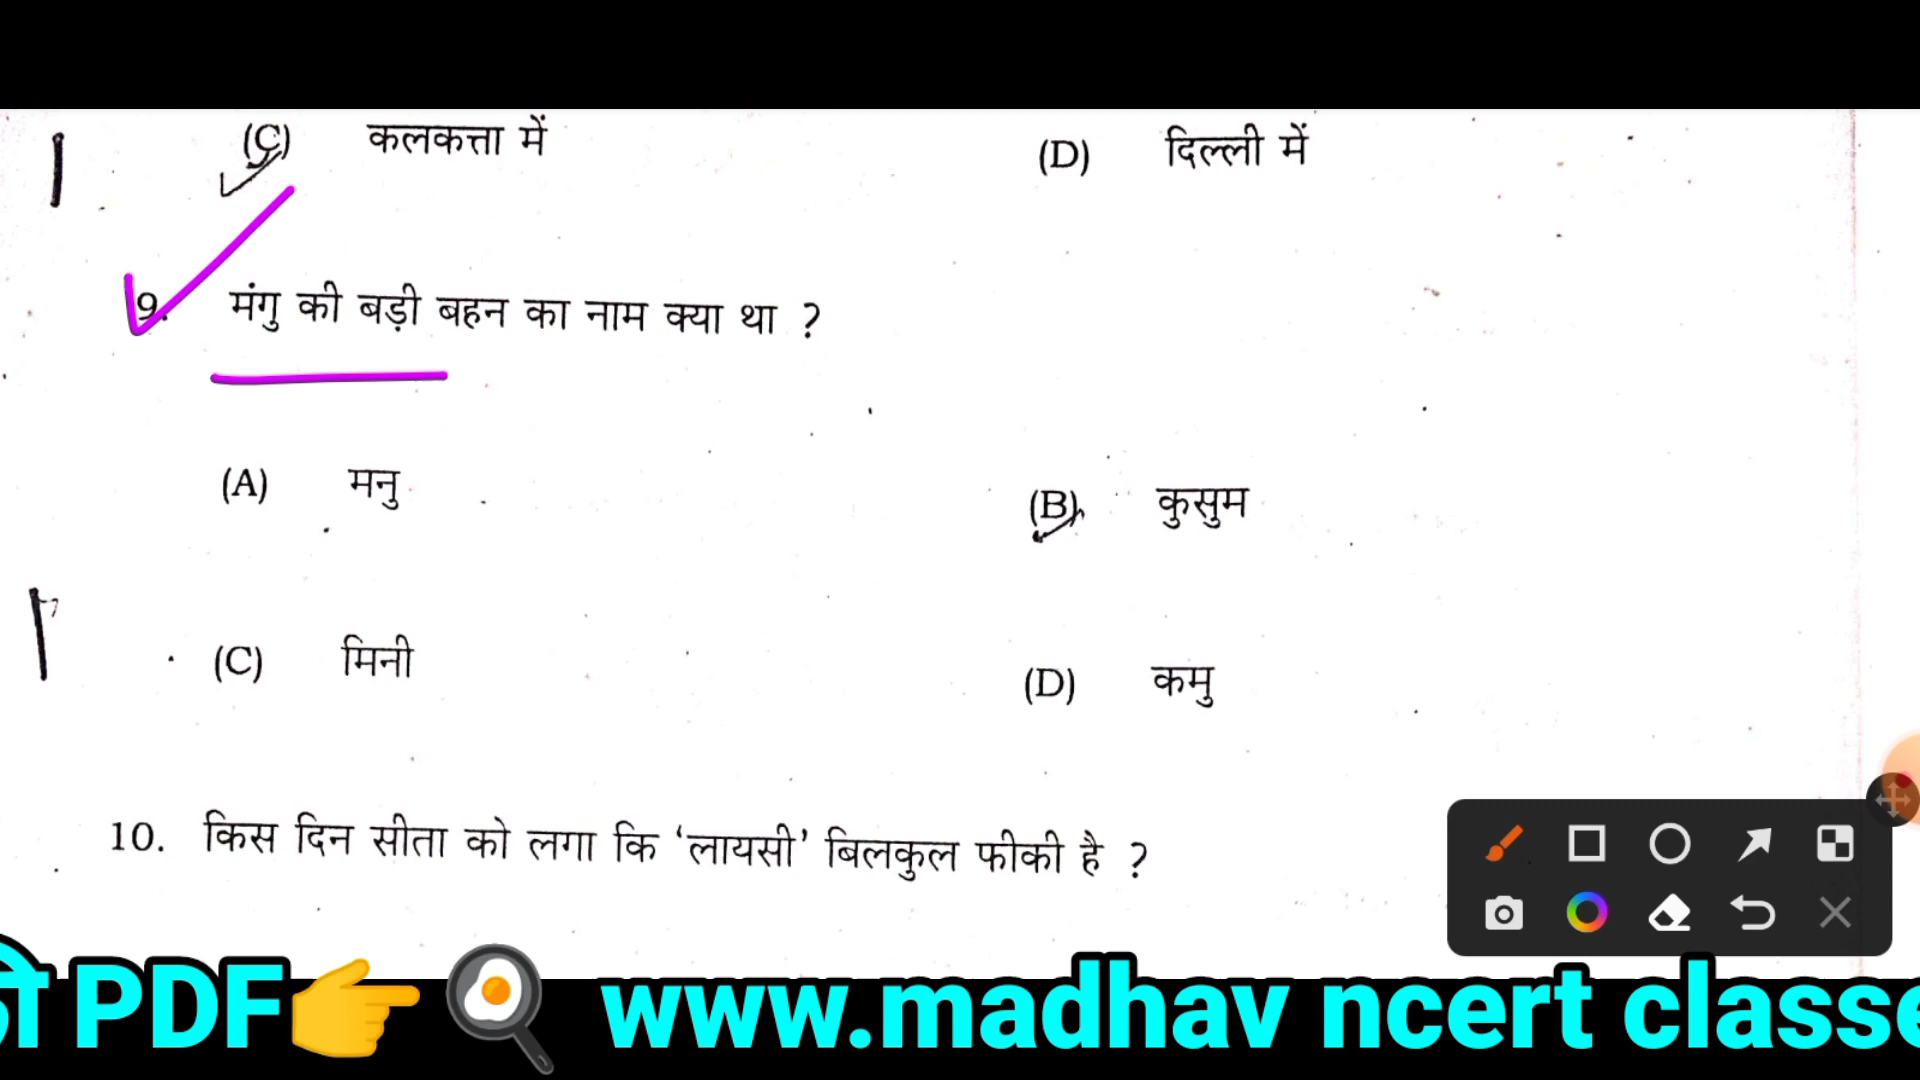 (C) कलकत्ता में (D) दिल्ली में
9. मंगु की बड़ी बहन का नाम क्या था ?
(A) मनु (B) कुसुम
(C) मिनी (D) कमु
10. किस दिन सीता को लगा कि ‘लायसी’ बिलकुल फीकी है ?
PDF👉🍳 www.madhav ncert classe